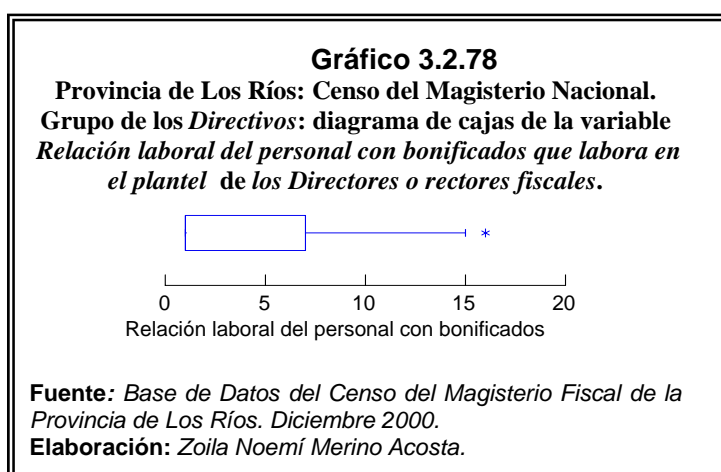 Gráfico 3.2.78
Provincia de Los Ríos: Censo del Magisterio Nacional.
Grupo de los Directivos: diagrama de cajas de la variable
Relación laboral del personal con bonificados que labora en
el plantel de los Directores o rectores fiscales.
0 5 10 15 20
Relación laboral del personal con bonificados
Fuente: Base de Datos del Censo del Magisterio Fiscal de la
Provincia de Los Ríos. Diciembre 2000.
Elaboración: Zoila Noemí Merino Acosta.